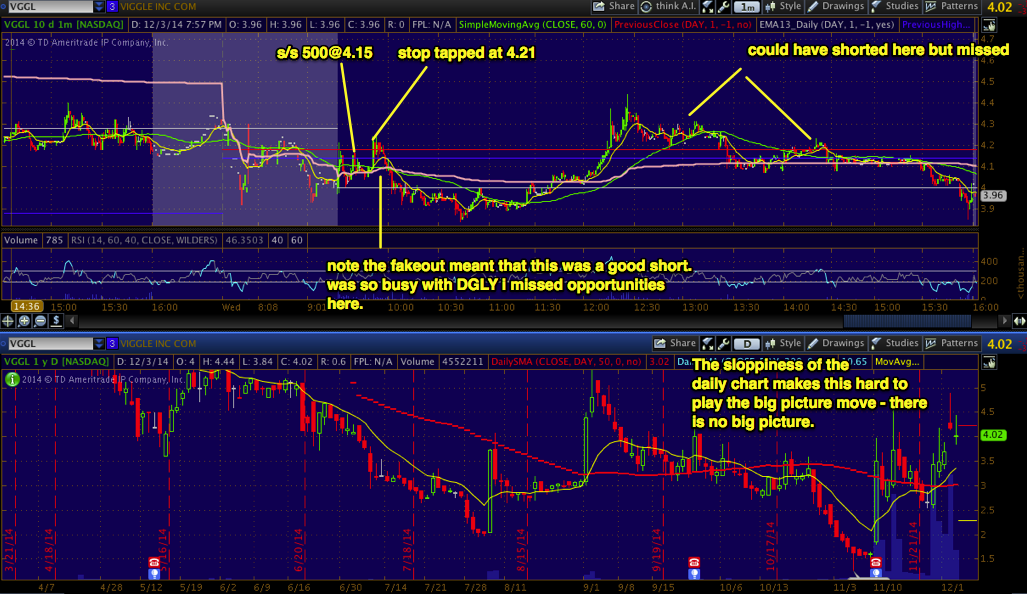 VGGL 3 VIGGLE INC COM Share think A.I. 1m Style Drawings Studies Patterns 4.02
VGGL 10 d 1m [NASDAQ] D: 12/3/14 7:57 PM O: 3.96 H: 3.96 L: 3.96 C: 3.96 R: 0 FPL: N/A SimpleMovingAvg (CLOSE, 60, 0) PreviousClose (DAY, 1, -1, no) EMA13_Daily (DAY, 1, -1, yes) PreviousHigh...
2014 © TD Ameritrade IP Company, Inc.
s/s 500@4.15
stop tapped at 4.21
could have shorted here but missed
4.7
4.6
4.5
4.4
4.3
4.2
4.1
4
3.96
3.9
Volume 785 RSI (14, 60, 40, CLOSE, WILDERS) 46.3503 40 60
note the fakeout meant that this was a good short.
was so busy with DGLY I missed opportunities
here.
400
200
0
<thousan.
14:36 15:00 15:30 16:00 Wed 8:08 9:01 10:00 10:30 11:00 11:30 12:00 12:30 13:00 13:30 14:00 14:30 15:00 15:30 16:00
$
VGGL 3 VIGGLE INC COM Share D Style Drawings Studies Patterns 4.02
VGGL 1 y D [NASDAQ] D: 12/3/14 O: 4 H: 4.44 L: 3.84 C: 4.02 R: 0.6 FPL: N/A Volume 4552211 DailySMA (CLOSE, DAY, 50, 0, no) 3.02 10.65 MovAvg...
2014 © TD Ameritrade IP Company, Inc.
The sloppiness of the
daily chart makes this hard to
play the big picture move - there
is no big picture.
5
4.5
4.02
3.5
3
2.5
2
1.5
3/21/14 4/18/14 5/16/14 6/20/14 7/18/14 8/15/14 9/19/14 10/17/14 11/21/14
4/7 4/28 5/12 5/19 6/2 6/9 6/16 6/30 7/14 7/21 7/28 8/11 9/1 9/8 9/15 10/6 10/13 11/3 11/10 12/1